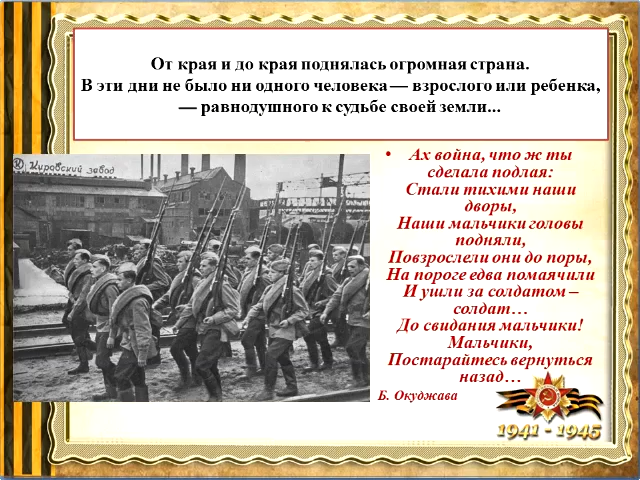 От края и до края поднялась огромная страна.
В эти дни не было ни одного человека — взрослого или ребенка,
— равнодушного к судьбе своей земли...
Кировский завод
• Ах война, что ж ты
сделала подлая:
Стали тихими наши
дворы,
Наши мальчики головы
подняли,
Повзрослели они до поры,
На пороге едва помаячили
И ушли за солдатом –
солдат…
До свидания мальчики!
Мальчики,
Постарайтесь вернуться
назад…
Б. Окуджава
1941 - 1945